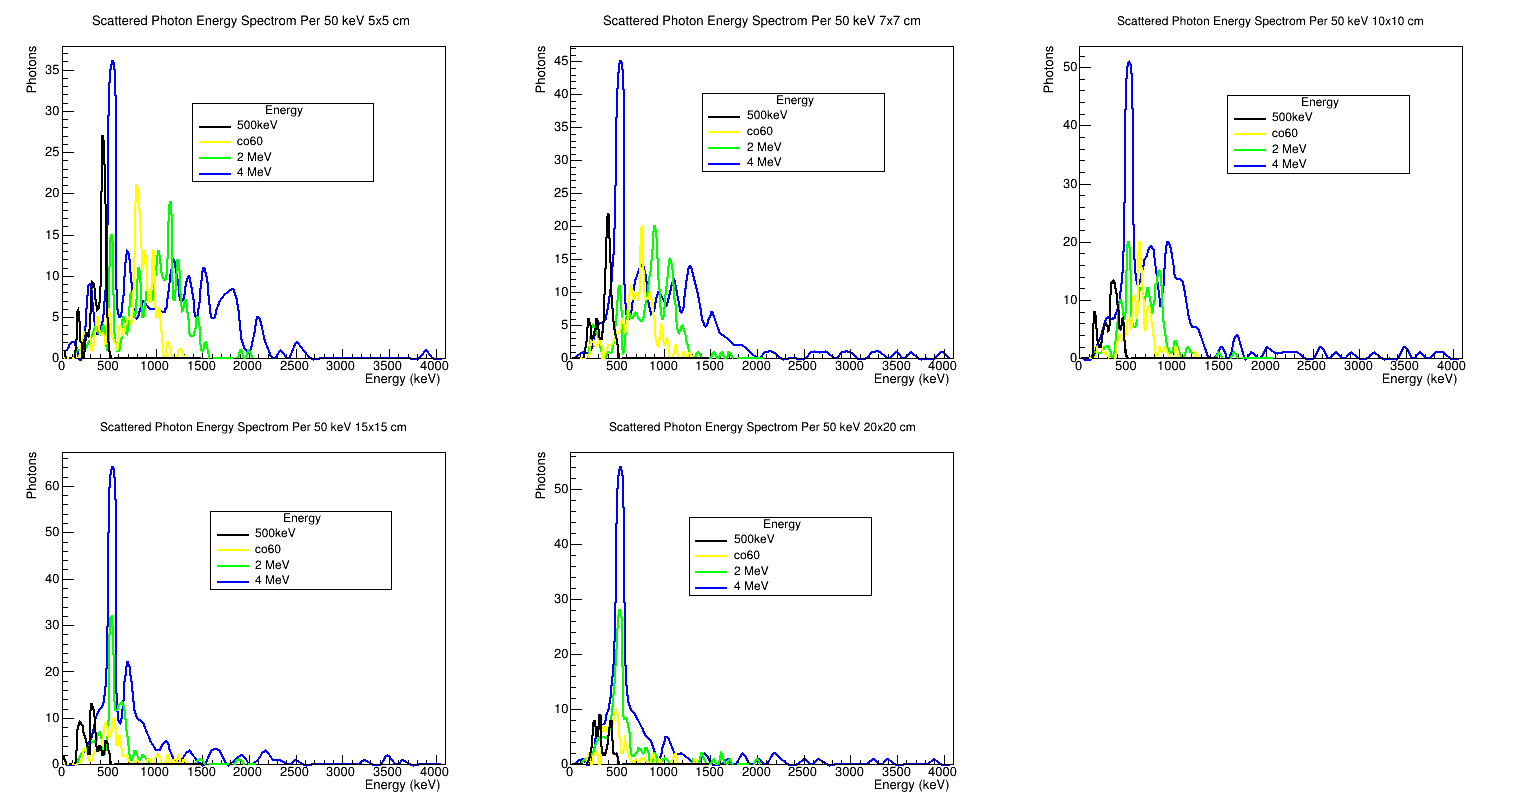 Scattered Photon Energy Spectrom Per 50 keV 5x5 cm
Photons
35
30
25
20
15
10
5
0
Energy
500keV
co60
2 MeV
4 MeV
0 500 1000 1500 2000 2500 3000 3500 4000
Energy (keV)
Scattered Photon Energy Spectrom Per 50 keV 7x7 cm
Photons
45
40
35
30
25
20
15
10
5
0
Energy
500keV
co60
2 MeV
4 MeV
0 500 1000 1500 2000 2500 3000 3500 4000
Energy (keV)
Scattered Photon Energy Spectrom Per 50 keV 10x10 cm
Photons
50
40
30
20
10
0
Energy
500keV
co60
2 MeV
4 MeV
0 500 1000 1500 2000 2500 3000 3500 4000
Energy (keV)
Scattered Photon Energy Spectrom Per 50 keV 15x15 cm
Photons
60
50
40
30
20
10
0
Energy
500keV
co60
2 MeV
4 MeV
0 500 1000 1500 2000 2500 3000 3500 4000
Energy (keV)
Scattered Photon Energy Spectrom Per 50 keV 20x20 cm
Photons
50
40
30
20
10
0
Energy
500keV
co60
2 MeV
4 MeV
0 500 1000 1500 2000 2500 3000 3500 4000
Energy (keV)